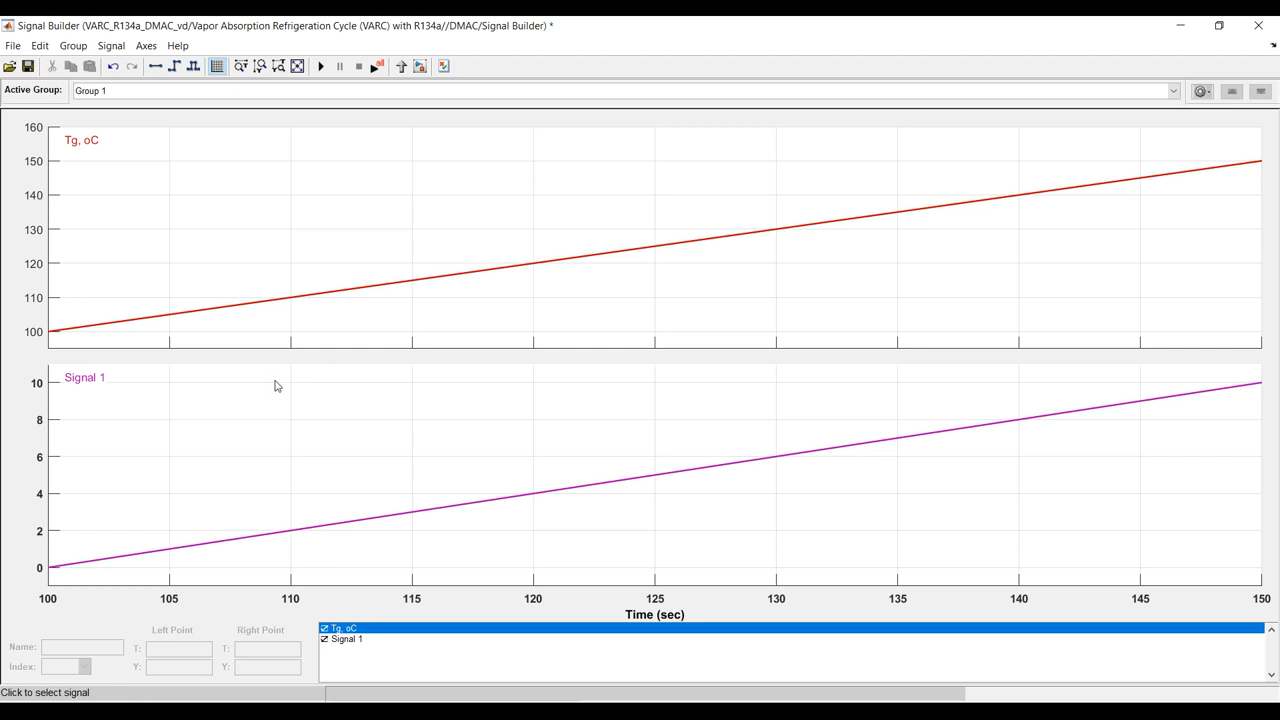 Signal Builder (VARC_R134a_DMAC_vd/Vapor Absorption Refrigeration Cycle (VARC) with R134a//DMAC/Signal Builder) *
File Edit Group Signal Axes Help
all
Active Group: Group 1
160
Tg, oC
150
140
130
120
110
100
Signal 1
10
8
6
4
2
0
100 105 110 115 120 125 130 135 140 145 150
Time (sec)
Left Point Right Point
Name: T: T:
Index: Y: Y:
Tg, oC
Signal 1
Click to select signal